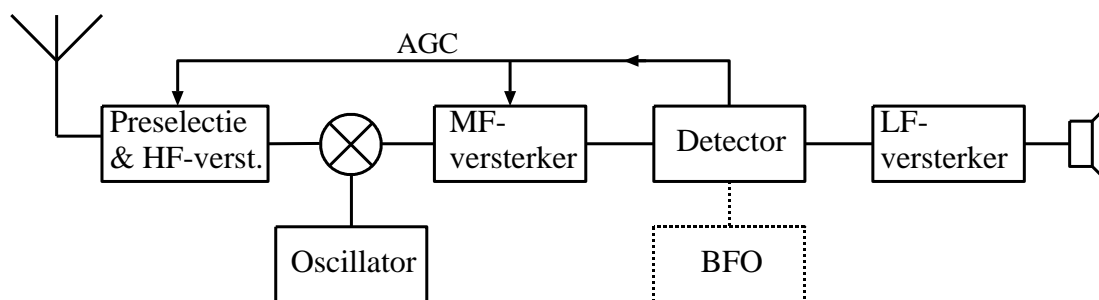 AGC
Preselectie
& HF-verst.
MF-
versterker
Detector
LF-
versterker
Oscillator
BFO